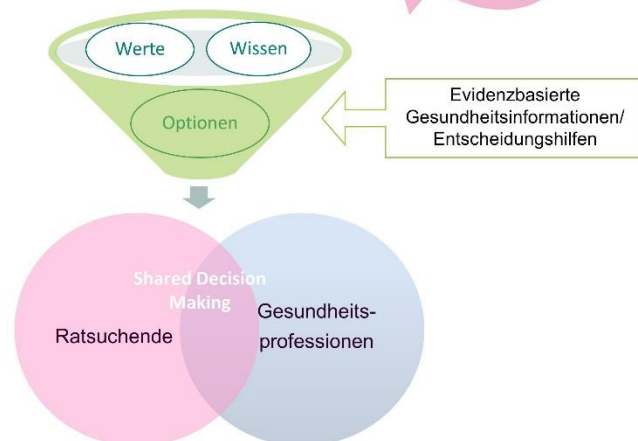 Werte
Wissen
Optionen
Evidenzbasierte
Gesundheitsinformationen/
Entscheidungshilfen
Shared Decision
Making
Ratsuchende
Gesundheits-
professionen